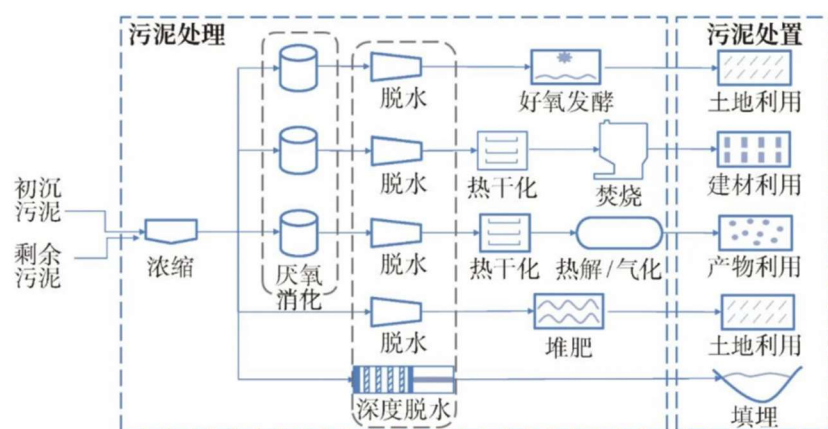 污泥处理
污泥处置
脱水
好氧发酵
土地利用
脱水
热干化
焚烧
建材利用
初沉
污泥
剩余
污泥
浓缩
厌氧
消化
脱水
热干化
热解/气化
产物利用
脱水
堆肥
土地利用
深度脱水
填埋